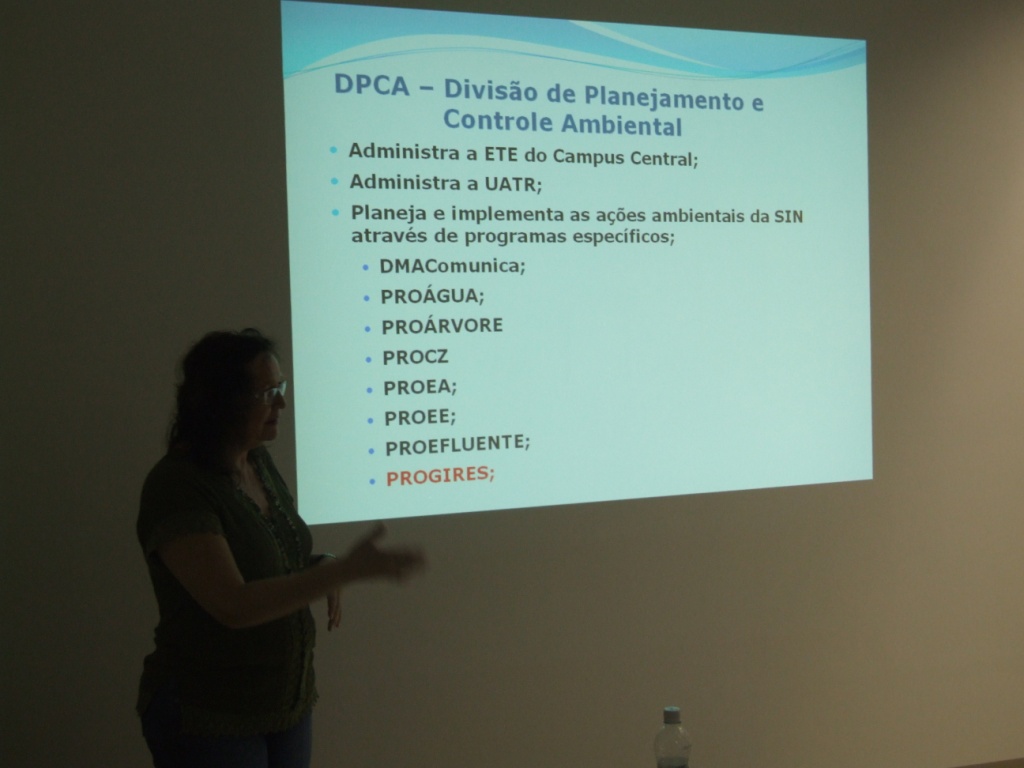 DPCA – Divisão de Planejamento e
Controle Ambiental
• Administra a ETE do Campus Central;
• Administra a UATR;
• Planeja e implementa as ações ambientais da SIN
através de programas específicos;
• DMAComunica;
• PROÁGUA;
• PROÁRVORE
• PROCZ
• PROEA;
• PROEE;
• PROEFLUENTE;
• PROGIRES;